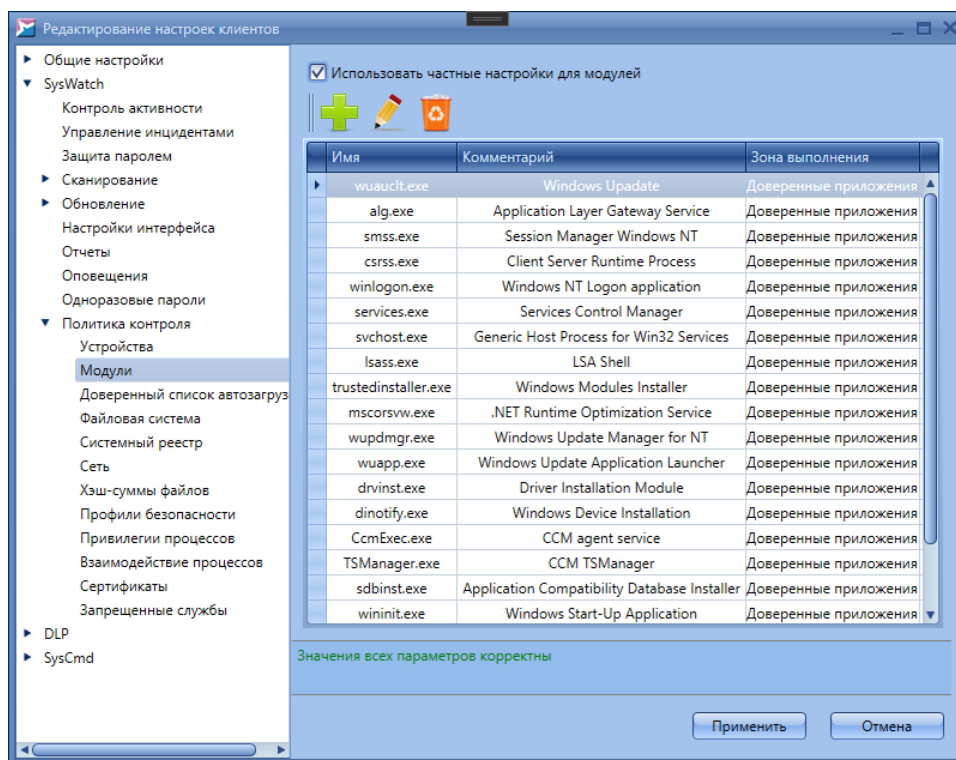 Редактирование настроек клиентов
Общие настройки
SysWatch
Контроль активности
Управление инцидентами
Защита паролем
Сканирование
Обновление
Настройки интерфейса
Отчеты
Оповещения
Одноразовые пароли
Политика контроля
Устройства
Модули
Доверенный список автозагруз
Файловая система
Системный реестр
Сеть
Хэш-суммы файлов
Профили безопасности
Привилегии процессов
Взаимодействие процессов
Сертификаты
Запрещенные службы
DLP
SysCmd
Использовать частные настройки для модулей
Имя Комментарий Зона выполнения
wuauclt.exe Windows Upadate Доверенные приложения
alg.exe Application Layer Gateway Service Доверенные приложения
smss.exe Session Manager Windows NT Доверенные приложения
csrss.exe Client Server Runtime Process Доверенные приложения
winlogon.exe Windows NT Logon application Доверенные приложения
services.exe Services Control Manager Доверенные приложения
svchost.exe Generic Host Process for Win32 Services Доверенные приложения
lsass.exe LSA Shell Доверенные приложения
trustedinstaller.exe Windows Modules Installer Доверенные приложения
mscorsvw.exe .NET Runtime Optimization Service Доверенные приложения
wupdmgr.exe Windows Update Manager for NT Доверенные приложения
wuapp.exe Windows Update Application Launcher Доверенные приложения
drvinst.exe Driver Installation Module Доверенные приложения
dinotify.exe Windows Device Installation Доверенные приложения
CcmExec.exe CCM agent service Доверенные приложения
TSManager.exe CCM TSManager Доверенные приложения
sdbinst.exe Application Compatibility Database Installer Доверенные приложения
wininit.exe Windows Start-Up Application Доверенные приложения
Значения всех параметров корректны
Применить Отмена